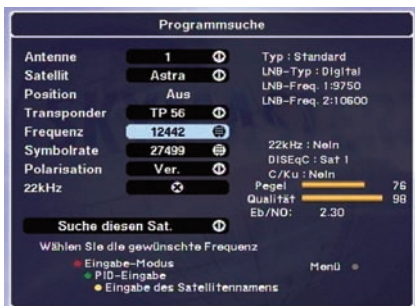 Programmsuche
Antenne 1
Satellit Astra
Position Aus
Transponder TP 56
Frequenz 12442
Symbolrate 27499
Polarisation Ver.
22kHz
Typ : Standard
LNB-Typ : Digital
LNB-Freq. 1:9750
LNB-Freq. 2:10600
22kHz : Nein
DISEqC : Sat 1
C/Ku : Nein
Pegel 76
Qualität 98
Eb/NO: 2.30
Suche diesen Sat.
Wählen Sie die gewünschte Frequenz
Eingabe-Modus
PID-Eingabe
Eingabe des Satellitennamens
Menü